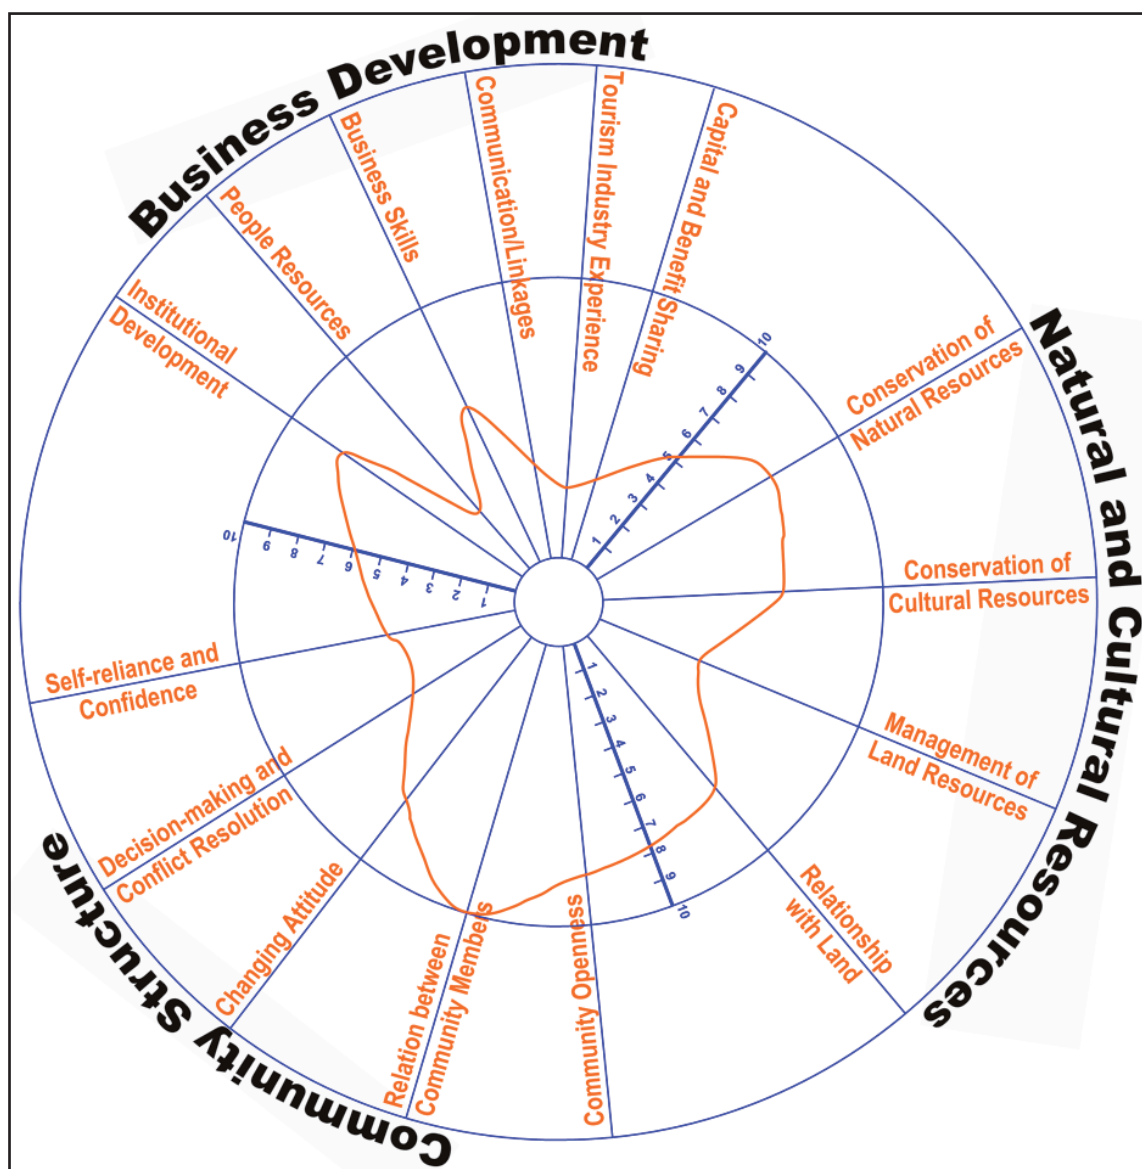 Business Development
Institutional
Development
People Resources
Business Skills
Communication/Linkages
Tourism Industry Experience
Capital and Benefit Sharing
Natural and Cultural Resources
Conservation of
Natural Resources
Conservation of
Cultural Resources
Management of
Land Resources
Relationship
with Land
Community Structure
Community Openness
Relation between
Community Members
Changing Attitude
Decision-making and
Conflict Resolution
Self-reliance and
Confidence
1 2 3 4 5 6 7 8 9 10
1 2 3 4 5 6 7 8 9 10
1 2 3 4 5 6 7 8 9 10